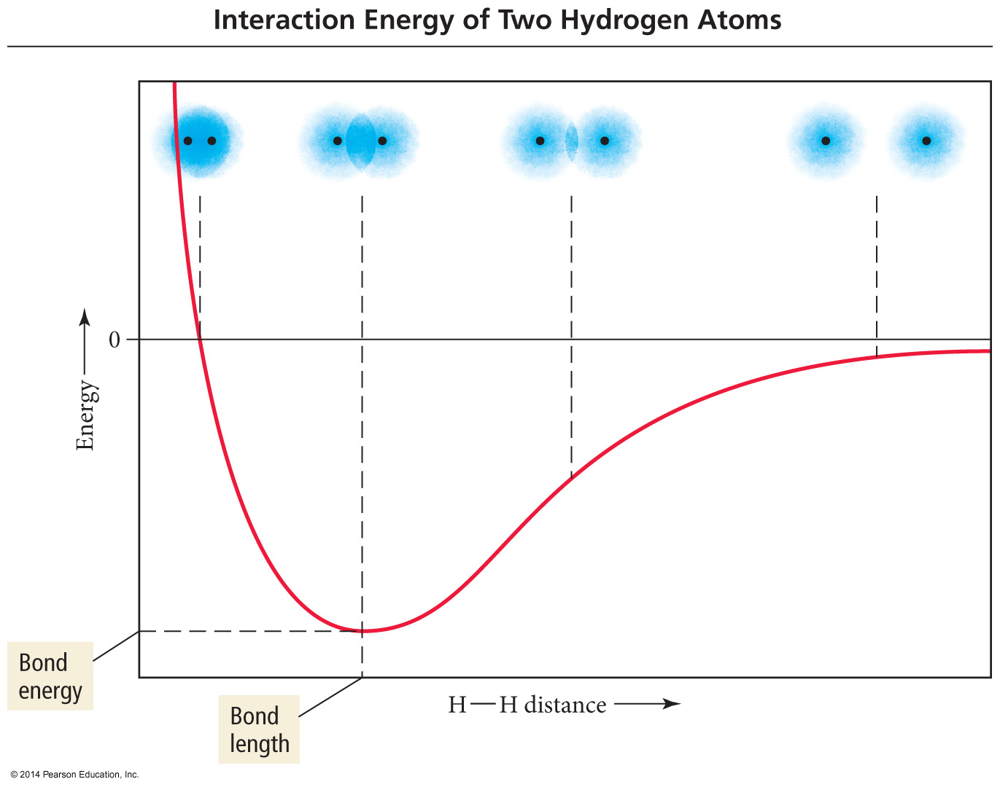 Interaction Energy of Two Hydrogen Atoms
0
Energy
Bond
energy
H—H distance
Bond
length
© 2014 Pearson Education, Inc.